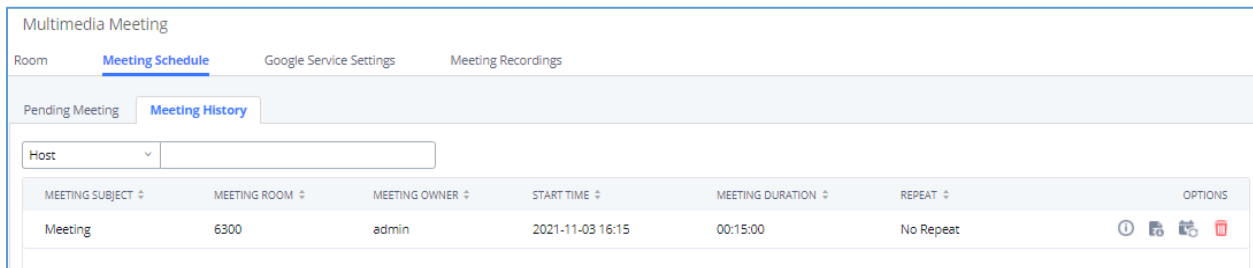 Multimedia Meeting
Room Meeting Schedule Google Service Settings Meeting Recordings
Pending Meeting Meeting History
Host
MEETING SUBJECT MEETING ROOM MEETING OWNER START TIME MEETING DURATION REPEAT OPTIONS
Meeting 6300 admin 2021-11-03 16:15 00:15:00 No Repeat